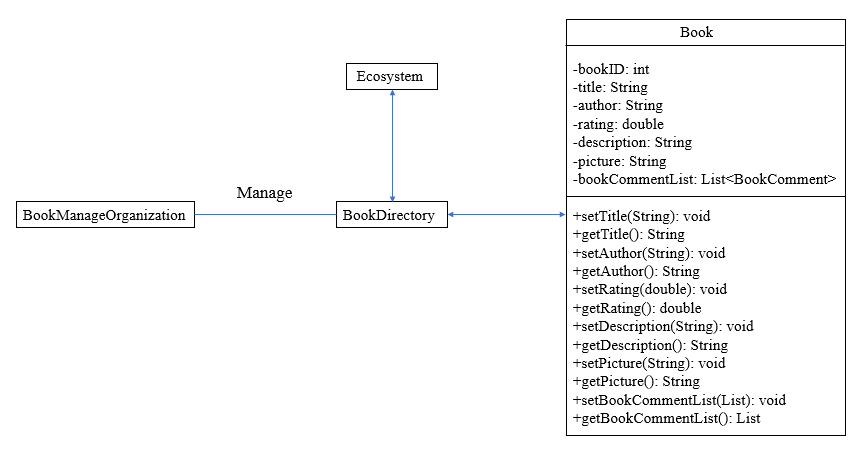 Book
-bookID: int
-title: String
-author: String
-rating: double
-description: String
-picture: String
-bookCommentList: List<BookComment>
+setTitle(String): void
+getTitle(): String
+setAuthor(String): void
+getAuthor(): String
+setRating(double): void
+getRating(): double
+setDescription(String): void
+getDescription(): String
+setPicture(String): void
+getPicture(): String
+setBookCommentList(List): void
+getBookCommentList(): List
Ecosystem
Manage
BookManageOrganization
BookDirectory